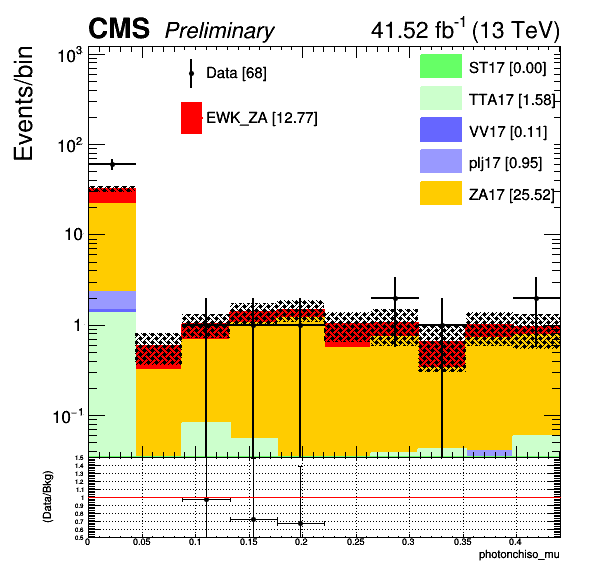 CMS Preliminary 41.52 fb⁻¹ (13 TeV)
Events/bin
10³
10²
10
1
10⁻¹
Data [68]
EWK_ZA [12.77]
ST17 [0.00]
TTA17 [1.58]
VV17 [0.11]
plj17 [0.95]
ZA17 [25.52]
(Data/Bkg)
1.5
1.4
1.3
1.2
1.1
1
0.9
0.8
0.7
0.6
0.5
0 0.05 0.1 0.15 0.2 0.25 0.3 0.35 0.4
photonchiso_mu